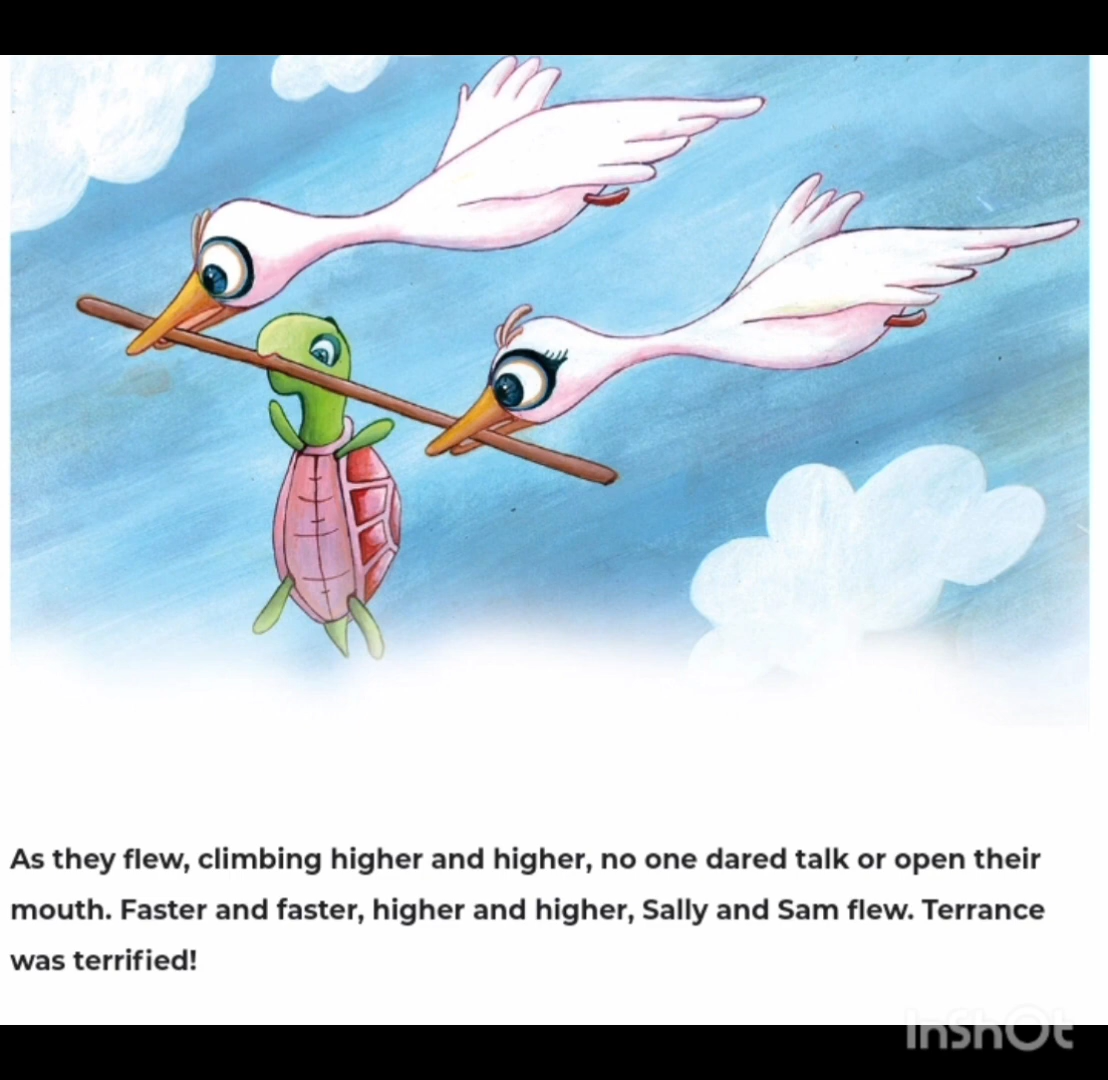 As they flew, climbing higher and higher, no one dared talk or open their
mouth. Faster and faster, higher and higher, Sally and Sam flew. Terrance
was terrified!
InShOt